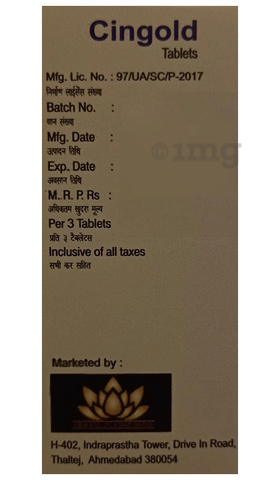 Cingold
Tablets
Mfg. Lic. No. : 97/UA/SC/P-2017
निर्माण लाईसेंस संख्या
Batch No. :
घान संख्या
Mfg. Date :
उत्पादन तिथि
Exp. Date :
अवसान तिथि
M. R. P. Rs :
अधिकतम खुदरा मूल्य
Per 3 Tablets
प्रति ३ टैबलेटस
Inclusive of all taxes
सभी कर सहित
1mg
Marketed by :
H-402, Indraprastha Tower, Drive In Road,
Thaltej, Ahmedabad 380054